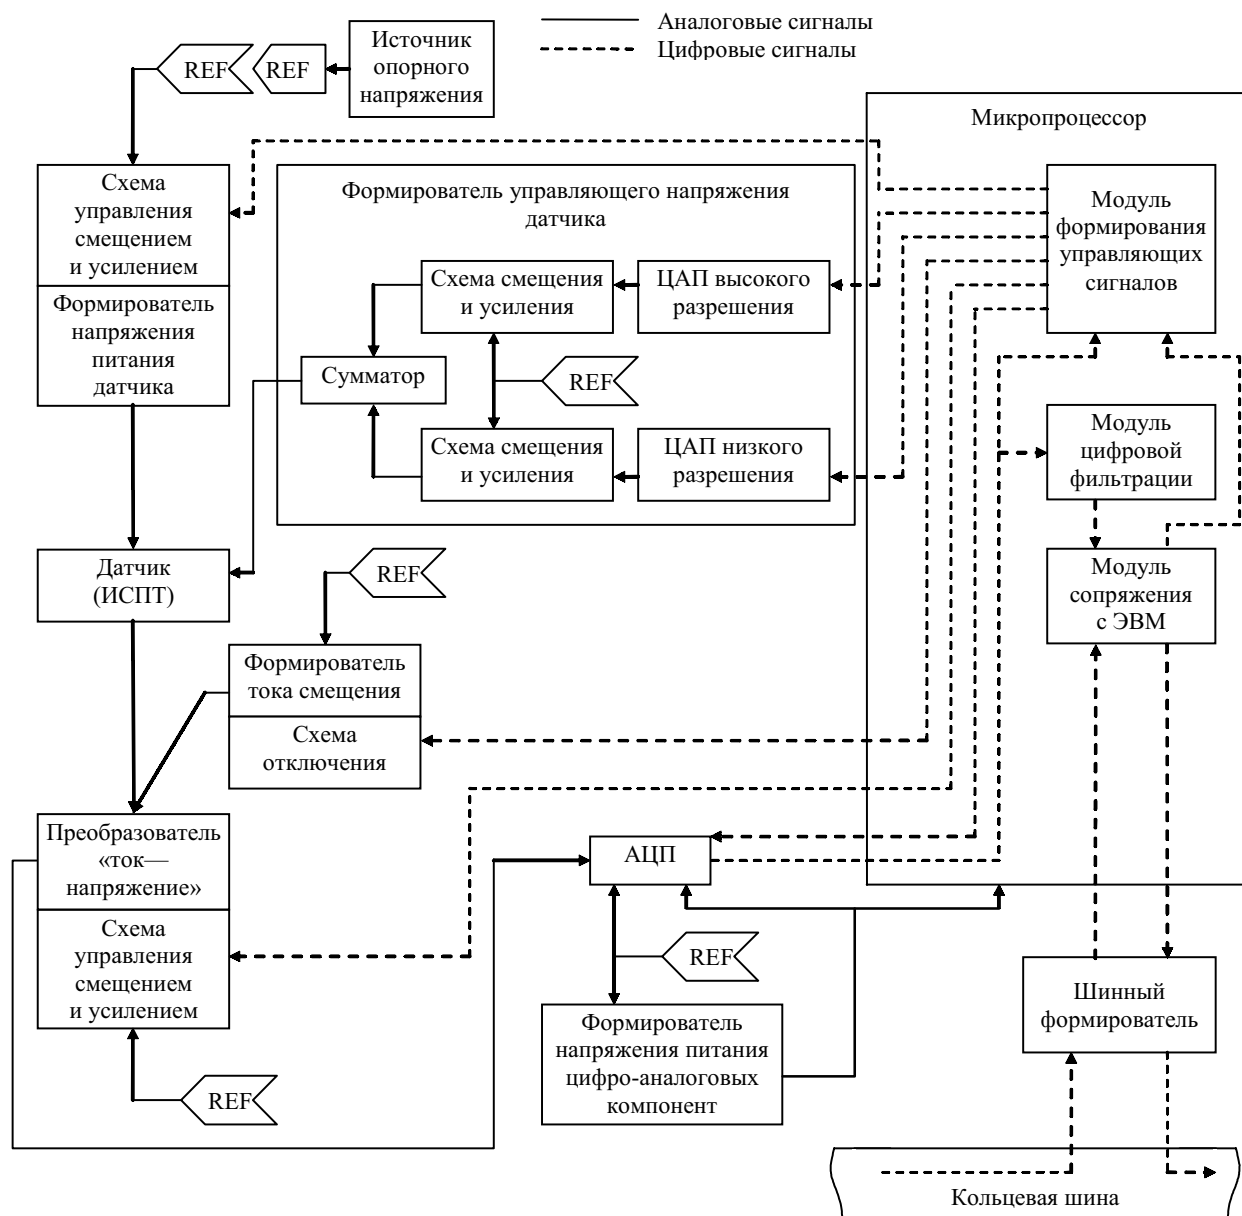 Аналоговые сигналы
Цифровые сигналы
REF
REF
Источник
опорного
напряжения
Микропроцессор
Схема
управления
смещением
и усилением
Формирователь
напряжения
питания
датчика
Формирователь управляющего напряжения
датчика
Схема смещения
и усиления
ЦАП высокого
разрешения
Сумматор
REF
Схема смещения
и усиления
ЦАП низкого
разрешения
Модуль
формирования
управляющих
сигналов
Модуль
цифровой
фильтрации
Модуль
сопряжения
с ЭВМ
Датчик
(ИСПТ)
REF
Формирователь
тока смещения
Схема
отключения
Преобразователь
«ток—
напряжение»
Схема
управления
смещением
и усилением
REF
АЦП
REF
Формирователь
напряжения питания
цифро-аналоговых
компонент
Шинный
формирователь
Кольцевая шина